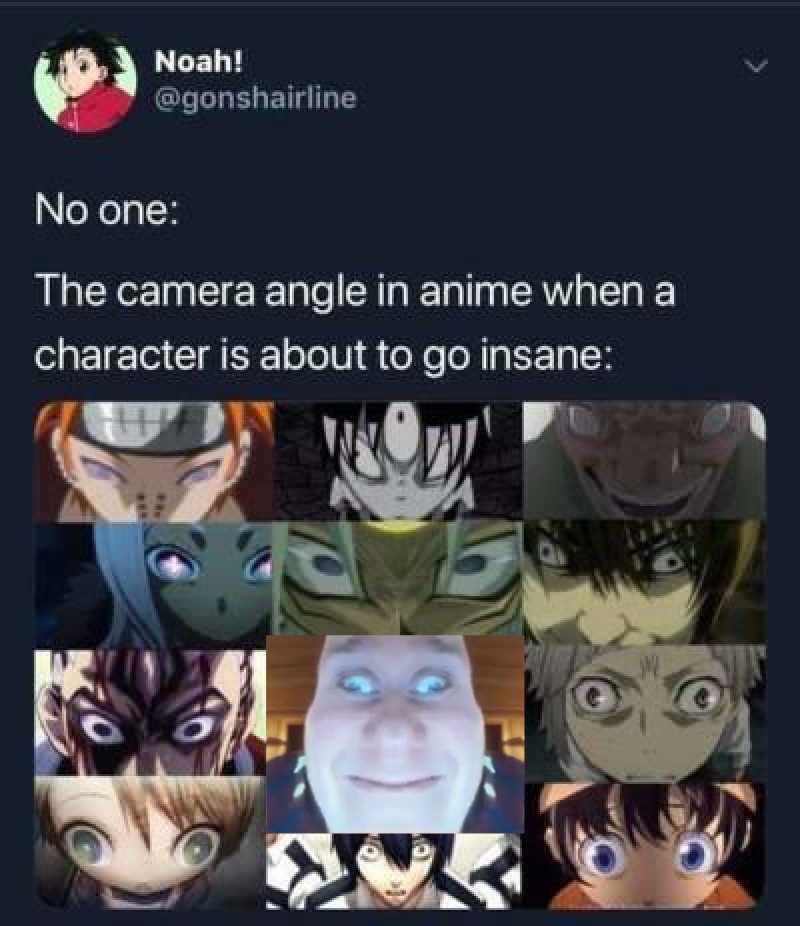 Noah!
@gonshairline
No one:
The camera angle in anime when a
character is about to go insane: